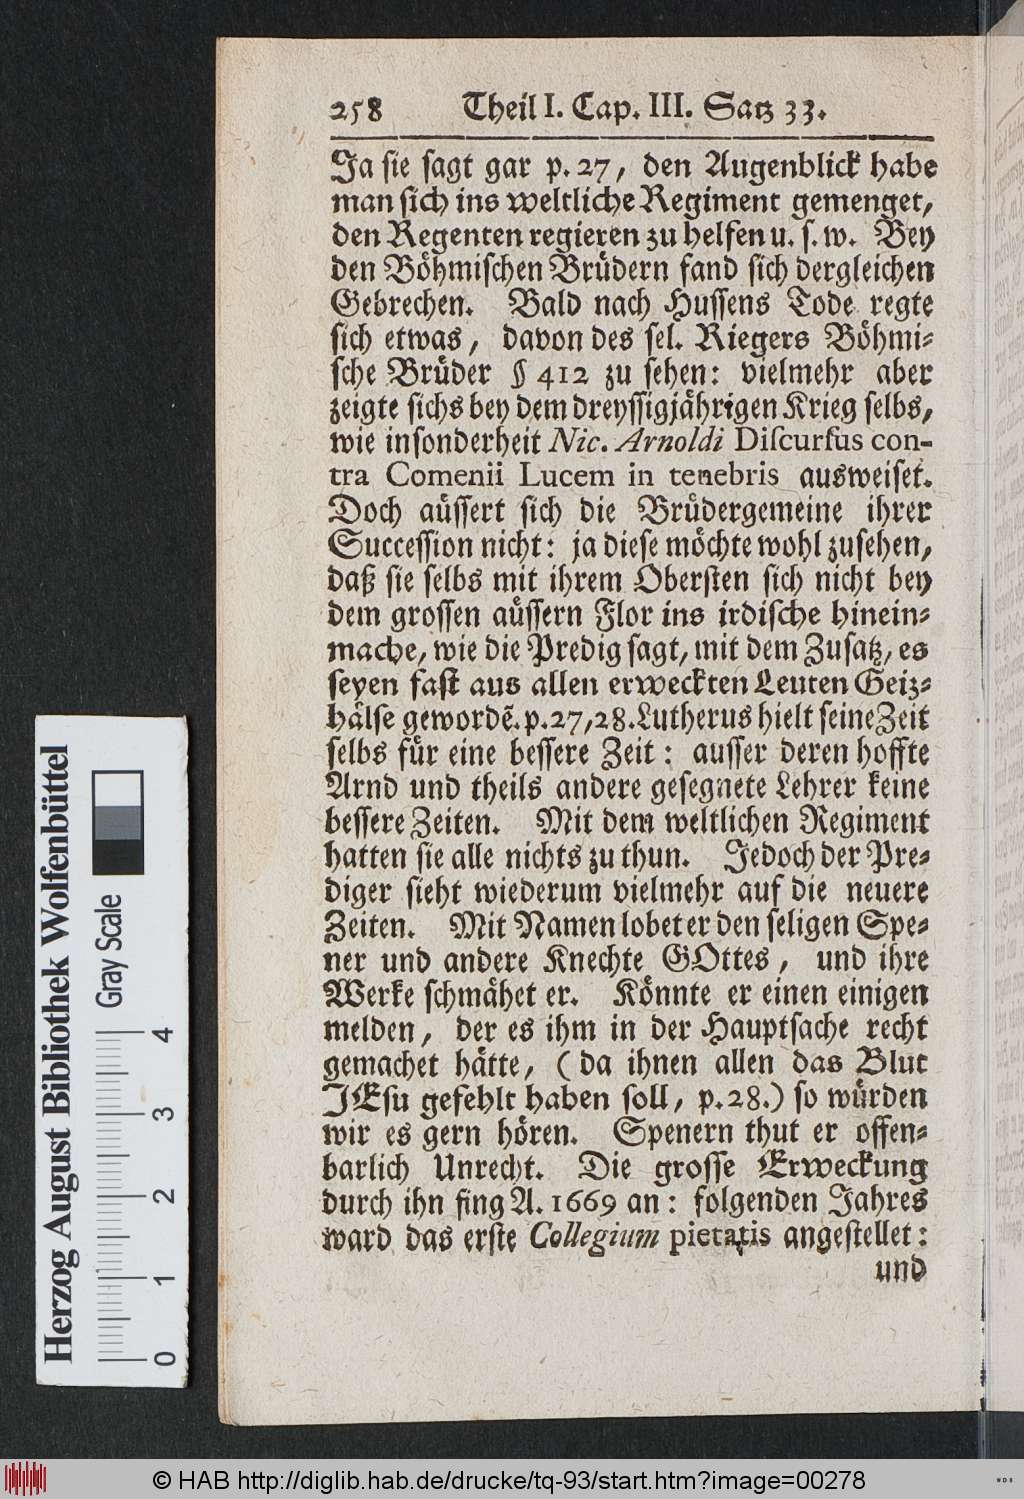 258 Theil I. Cap. III. Satz 33.
Ja sie sagt gar p. 27, den Augenblick habe
man sich ins weltliche Regiment gemenget,
den Regenten regieren zu helfen u. s. w. Bey
den Böhmischen Brüdern fand sich dergleichen
Gebrechen. Bald nach Hussens Tode regte
sich etwas, davon des sel. Riegers Böhmi-
sche Brüder § 412 zu sehen: vielmehr aber
zeigte sichs bey dem dreyssigjährigen Krieg selbs,
wie insonderheit Nic. Arnoldi Discursus con-
tra Comenii Lucem in tenebris ausweiset.
Doch äüssert sich die Brüdergemeine ihrer
Succession nicht: ja diese möchte wohl zusehen,
daß sie selbs mit ihrem Obersten sich nicht bey
dem grossen äüssern Flor ins irdische hinein-
mache, wie die Predig sagt, mit dem Zusatz, es
seyen fast aus allen erweckten Leuten Geiz-
hälse gewordẽ. p. 27, 28. Lutherus hielt seine Zeit
selbs für eine bessere Zeit: ausser deren hoffte
Arnd und theils andere gesegnete Lehrer keine
bessere Zeiten. Mit dem weltlichen Regiment
hatten sie alle nichts zu thun. Jedoch der Pre-
diger sieht wiederum vielmehr auf die neuere
Zeiten. Mit Namen lobet er den seligen Spe-
ner und andere Knechte GOttes, und ihre
Werke schmähet er. Könnte er einen einigen
melden, der es ihm in der Hauptsache recht
gemachet hätte, (da ihnen allen das Blut
JEsu gefehlt haben soll, p. 28.) so würden
wir es gern hören. Spenern thut er offen-
barlich Unrecht. Die grosse Erweckung
durch ihn fing A. 1669 an: folgenden Jahres
ward das erste Collegium pietatis angestellet:
und
Herzog August Bibliothek Wolfenbüttel
Gray Scale
0 1 2 3 4
© HAB http://diglib.hab.de/drucke/tq-93/start.htm?image=00278